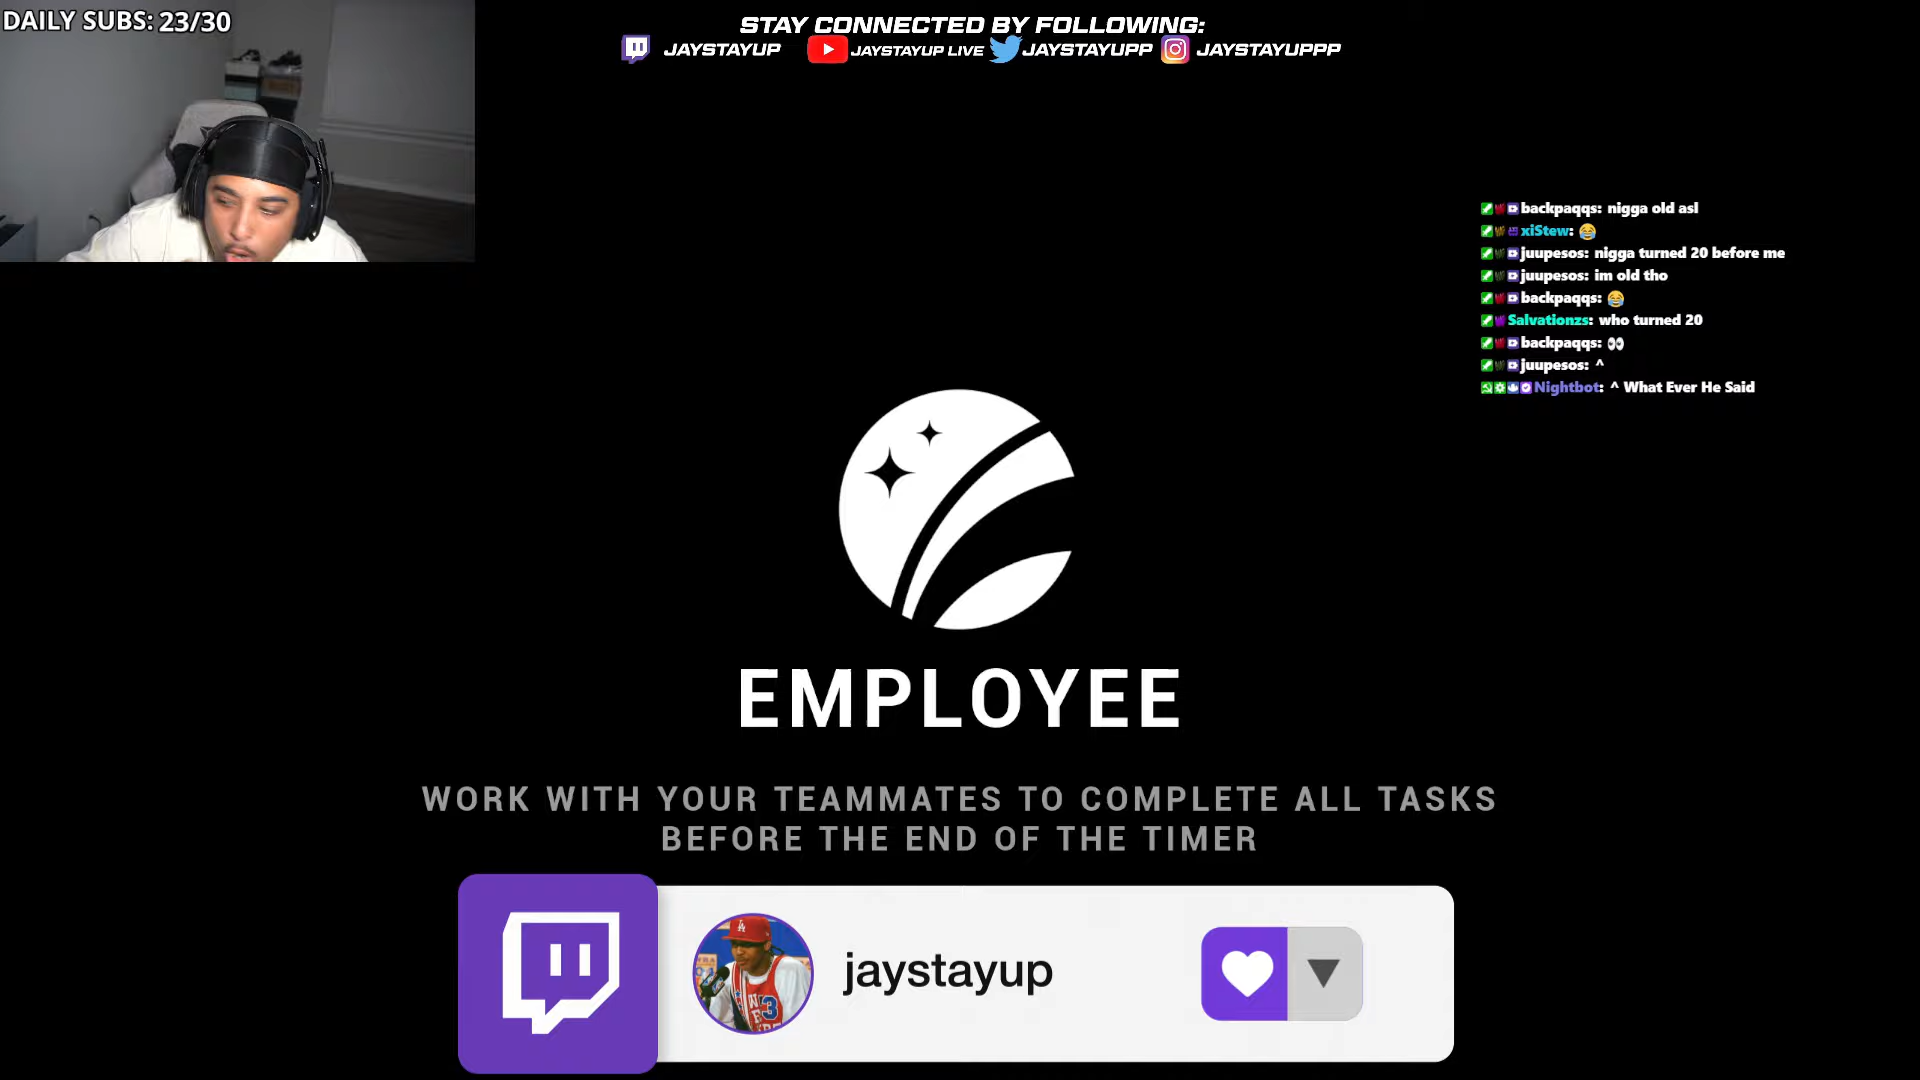 DAILY SUBS: 23/30
STAY CONNECTED BY FOLLOWING:
JAYSTAYUP JAYSTAYUP LIVE JAYSTAYUPP JAYSTAYUPPP
backpaqqs: nigga old asl
xiStew: 😂
juupesos: nigga turned 20 before me
juupesos: im old tho
backpaqqs: 😂
Salvationzs: who turned 20
backpaqqs: 👀
juupesos: ^
Nightbot: ^ What Ever He Said
EMPLOYEE
WORK WITH YOUR TEAMMATES TO COMPLETE ALL TASKS
BEFORE THE END OF THE TIMER
jaystayup